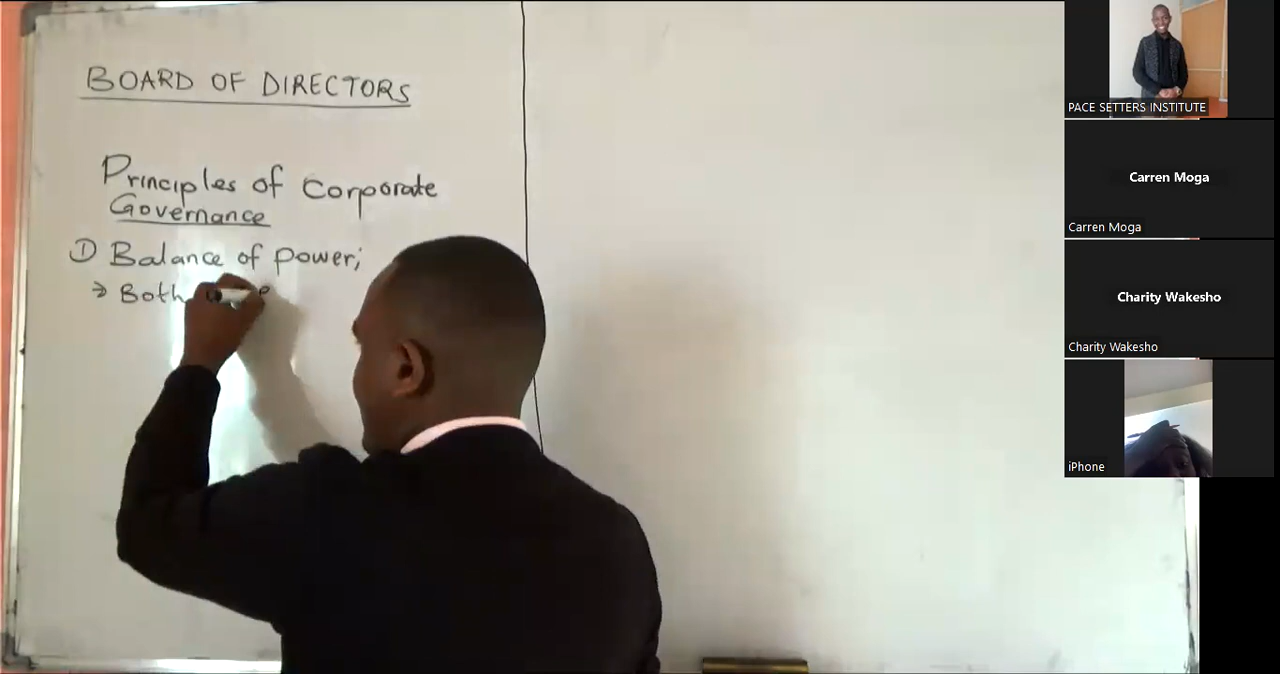 BOARD OF DIRECTORS
Principles of Corporate
Governance
① Balance of power;
→ Both
PACE SETTERS INSTITUTE
Carren Moga
Carren Moga
Charity Wakesho
Charity Wakesho
iPhone